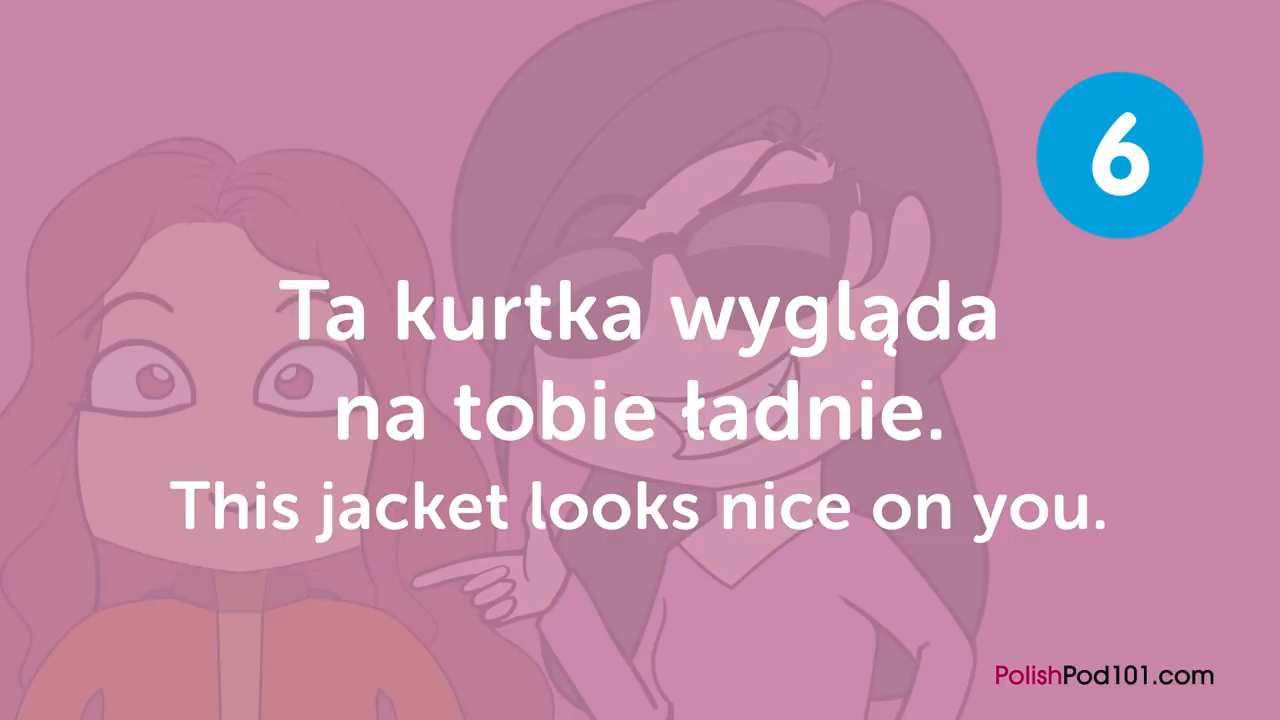 6
Ta kurtka wygląda
na tobie ładnie.
This jacket looks nice on you.
PolishPod101.com